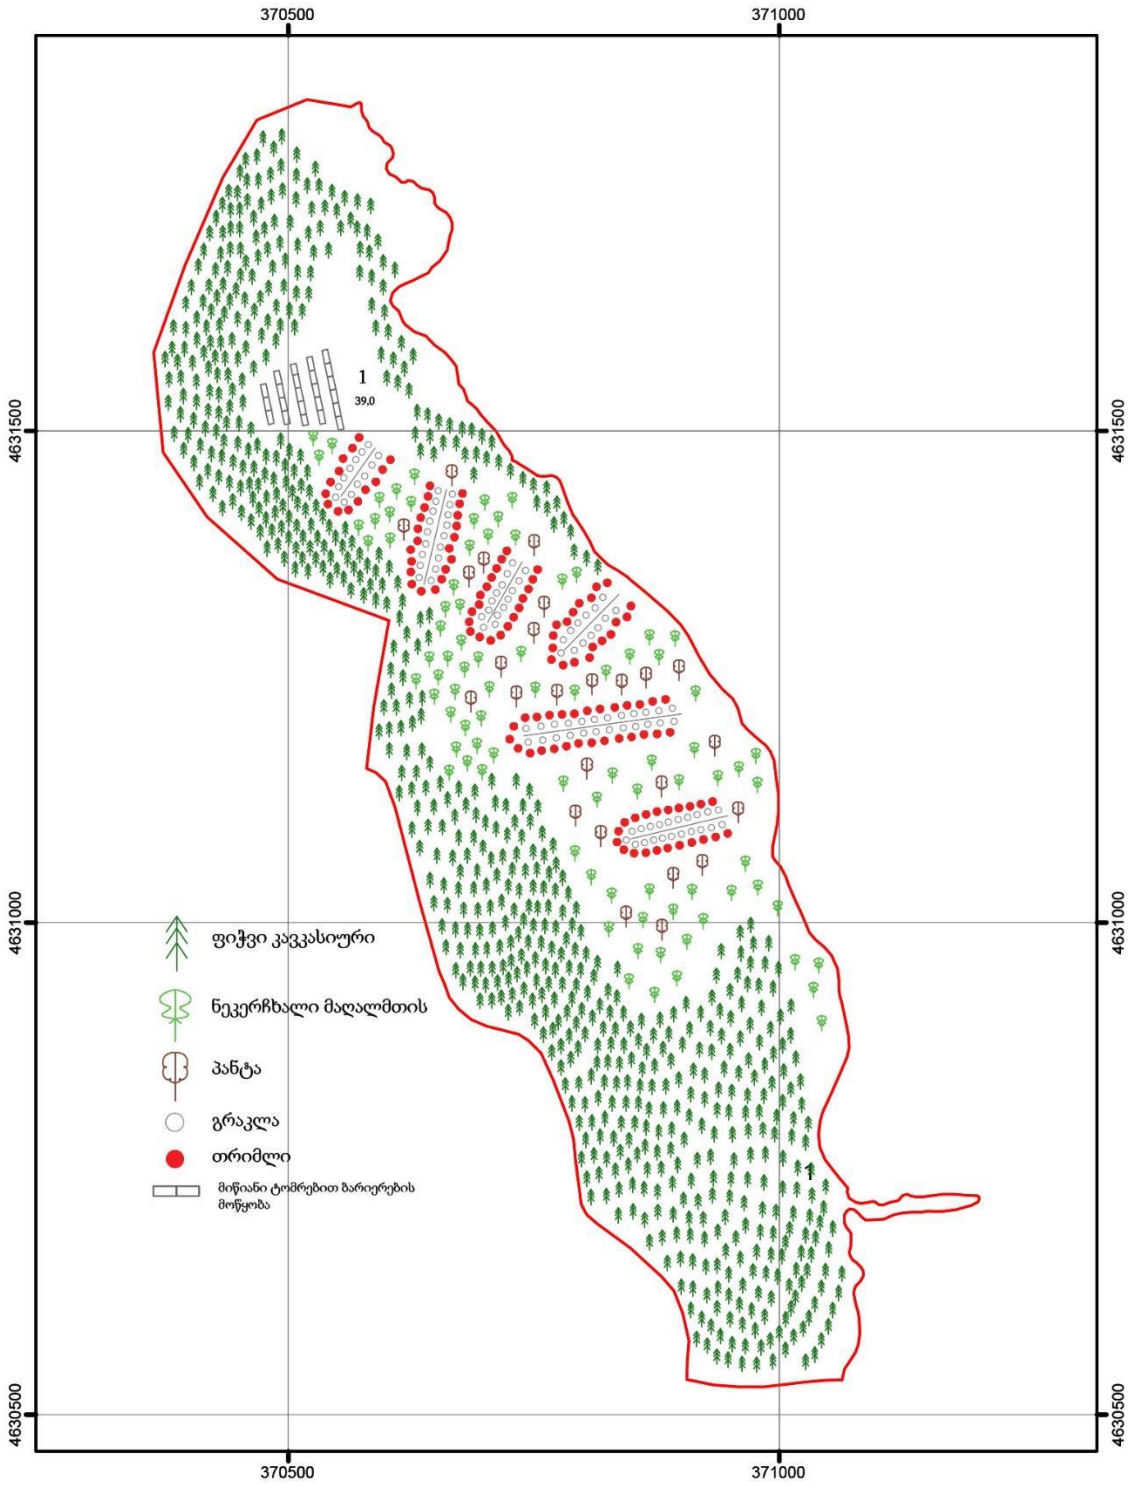 370500
371000
4631500
4631500
1
39,0
4631000
4631000
ფიჭვი კავკასიური
ნეკერჩხალი მაღალმთის
პანტა
გრაკლა
თრიმლი
მიწიანი ტომრებით ბარიერების
მოწყობა
1
4630500
4630500
370500
371000